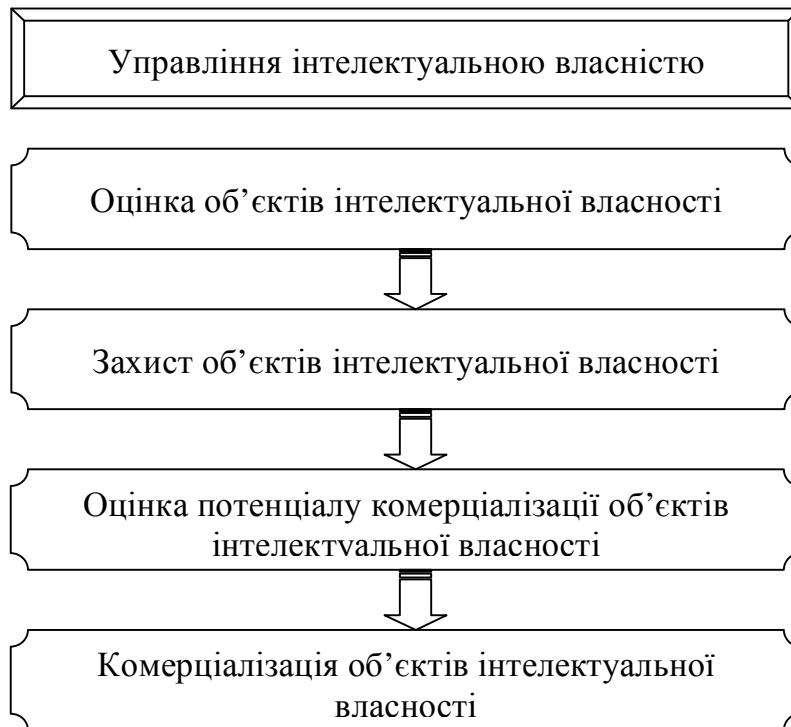 Управління інтелектуальною власністю
Оцінка об’єктів інтелектуальної власності
Захист об’єктів інтелектуальної власності
Оцінка потенціалу комерціалізації об’єктів
інтелектуальної власності
Комерціалізація об’єктів інтелектуальної
власності